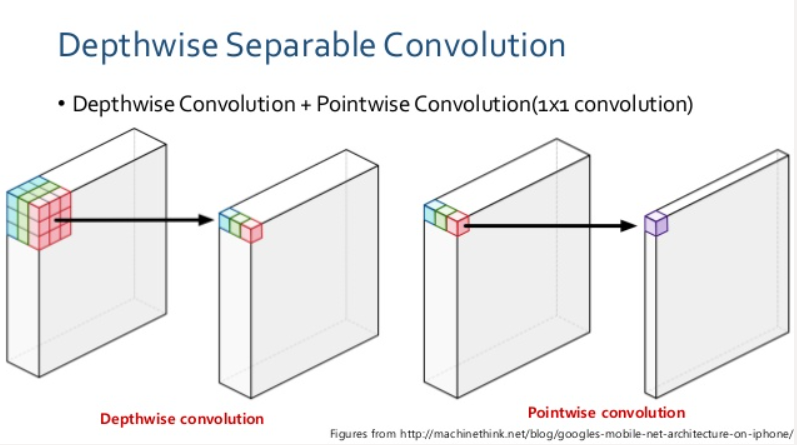 Depthwise Separable Convolution
• Depthwise Convolution + Pointwise Convolution(1x1 convolution)
Depthwise convolution
Pointwise convolution
Figures from http://machinethink.net/blog/googles-mobile-net-architecture-on-iphone/